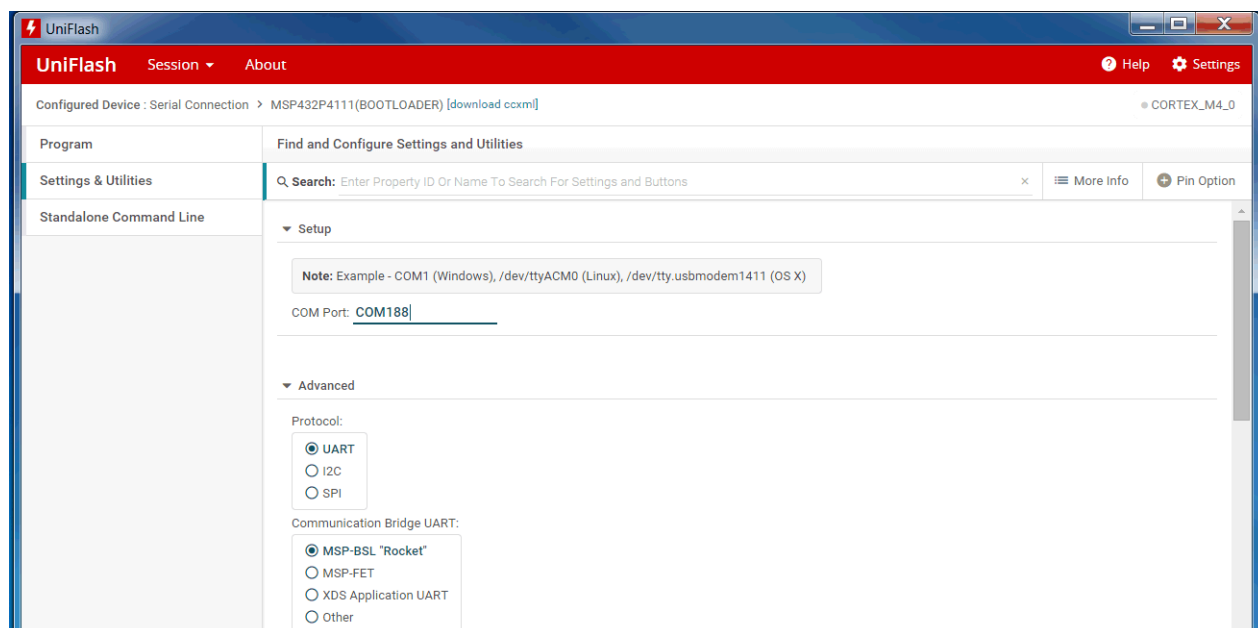 UniFlash
UniFlash Session About Help Settings
Configured Device : Serial Connection > MSP432P4111(BOOTLOADER) [download ccxml] CORTEX_M4_0
Program
Settings & Utilities
Standalone Command Line
Find and Configure Settings and Utilities
Search: Enter Property ID Or Name To Search For Settings and Buttons × More Info Pin Option
Setup
Note: Example - COM1 (Windows), /dev/ttyACM0 (Linux), /dev/tty.usbmodem1411 (OS X)
COM Port: COM188
Advanced
Protocol:
UART
I2C
SPI
Communication Bridge UART:
MSP-BSL "Rocket"
MSP-FET
XDS Application UART
Other